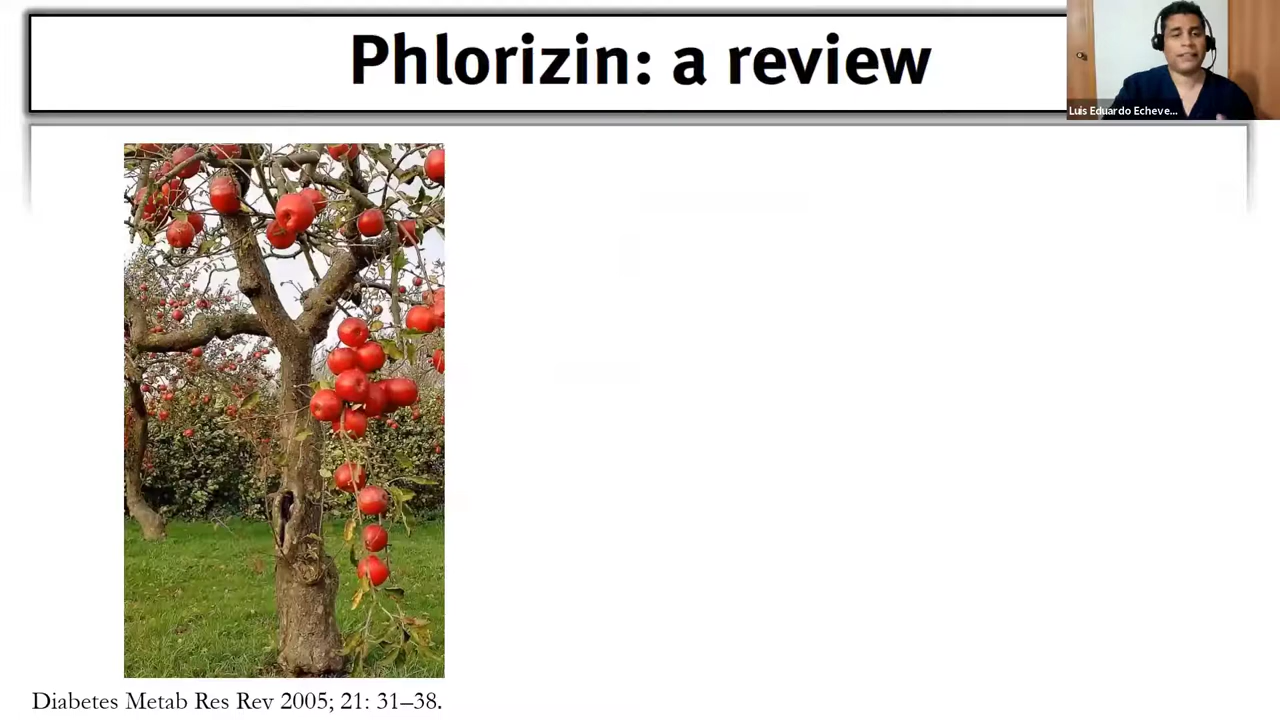 Phlorizin: a review
Luis Eduardo Echeve...
Diabetes Metab Res Rev 2005; 21: 31–38.